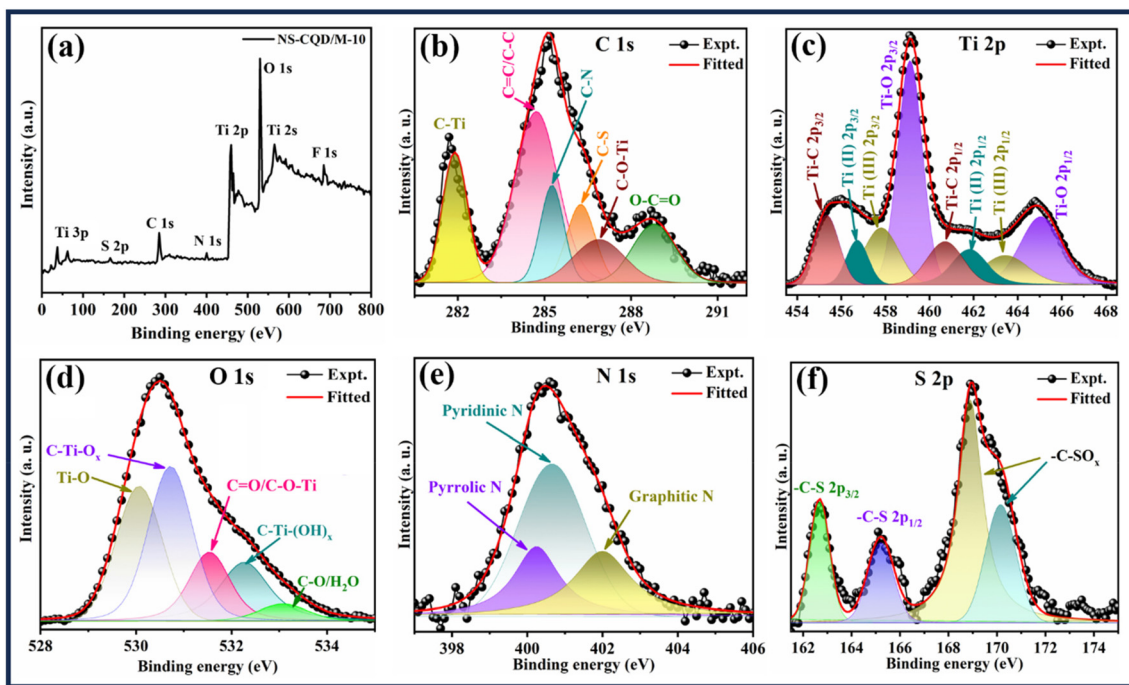 (a)
NS-CQD/M-10
O 1s
Ti 2p
Ti 2s
F 1s
Ti 3p
S 2p
C 1s
N 1s
Intensity (a.u.)
0 100 200 300 400 500 600 700 800
Binding energy (eV)
(b)
C 1s
Expt.
Fitted
C-Ti
C=C/C-C
C-N
C-S
C-O-Ti
O-C=O
Intensity (a. u.)
282 285 288 291
Binding energy (eV)
(c)
Ti 2p
Expt.
Fitted
Ti-C 2p3/2
Ti (II) 2p3/2
Ti (III) 2p3/2
Ti-O 2p3/2
Ti-C 2p1/2
Ti (II) 2p1/2
Ti (III) 2p1/2
Ti-O 2p1/2
Intensity (a. u.)
454 456 458 460 462 464 466 468
Binding energy (eV)
(d)
O 1s
Expt.
Fitted
C-Ti-Ox
Ti-O
C=O/C-O-Ti
C-Ti-(OH)x
C-O/H2O
Intensity (a. u.)
528 530 532 534
Binding energy (eV)
(e)
N 1s
Expt.
Fitted
Pyridinic N
Pyrrolic N
Graphitic N
Intensity (a. u.)
398 400 402 404 406
Binding energy (eV)
(f)
S 2p
Expt.
Fitted
-C-SOx
-C-S 2p3/2
-C-S 2p1/2
Intensity (a. u.)
162 164 166 168 170 172 174
Binding energy (eV)